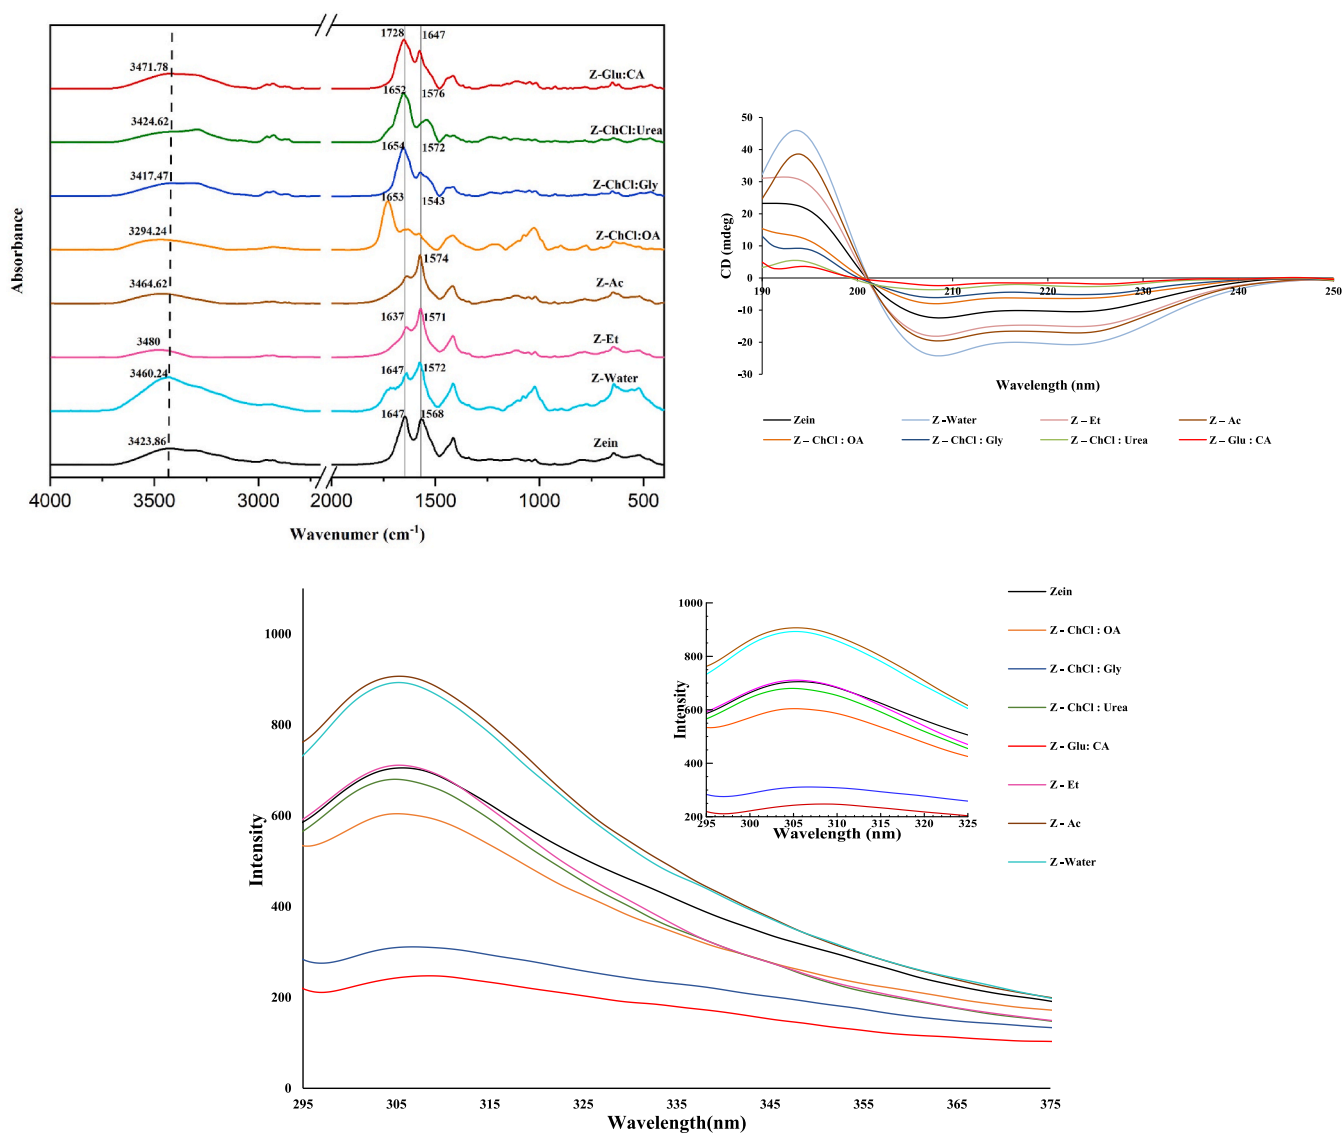 1728
1647
3471.78
Z-Glu:CA
1652
1576
3424.62
Z-ChCl:Urea
1654
1572
3417.47
Z-ChCl:Gly
1653
1543
3294.24
Z-ChCl:OA
1574
3464.62
Z-Ac
1637
1571
3480
Z-Et
3460.24
1647
1572
Z-Water
1647
1568
3423.86
Zein
Absorbance
4000 3500 3000 2000 1500 1000 500
Wavenumer (cm⁻¹)
50
40
30
20
10
0
-10
-20
-30
CD (mdeg)
190 200 210 220 230 240 250
Wavelength (nm)
Zein Z -Water Z – Et Z – Ac
Z – ChCl : OA Z – ChCl : Gly Z – ChCl : Urea Z – Glu : CA
1000
800
600
400
200
0
Intensity
295 305 315 325 335 345 355 365 375
Wavelength(nm)
1000
800
600
400
200
Intensity
295 300 305 310 315 320 325
Wavelength (nm)
Zein
Z - ChCl : OA
Z - ChCl : Gly
Z - ChCl : Urea
Z - Glu: CA
Z - Et
Z - Ac
Z -Water